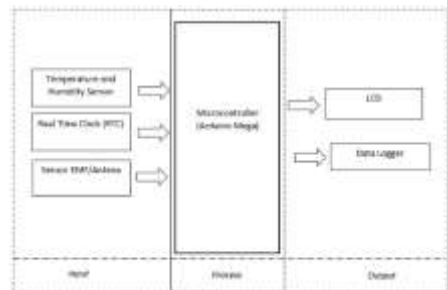 Temperature and
Humidity Sensor
Real Time Clock (RTC)
Sensor EMF/Antena
Microcontroller
(Arduino Mega)
LCD
Data Logger
Input
Process
Output